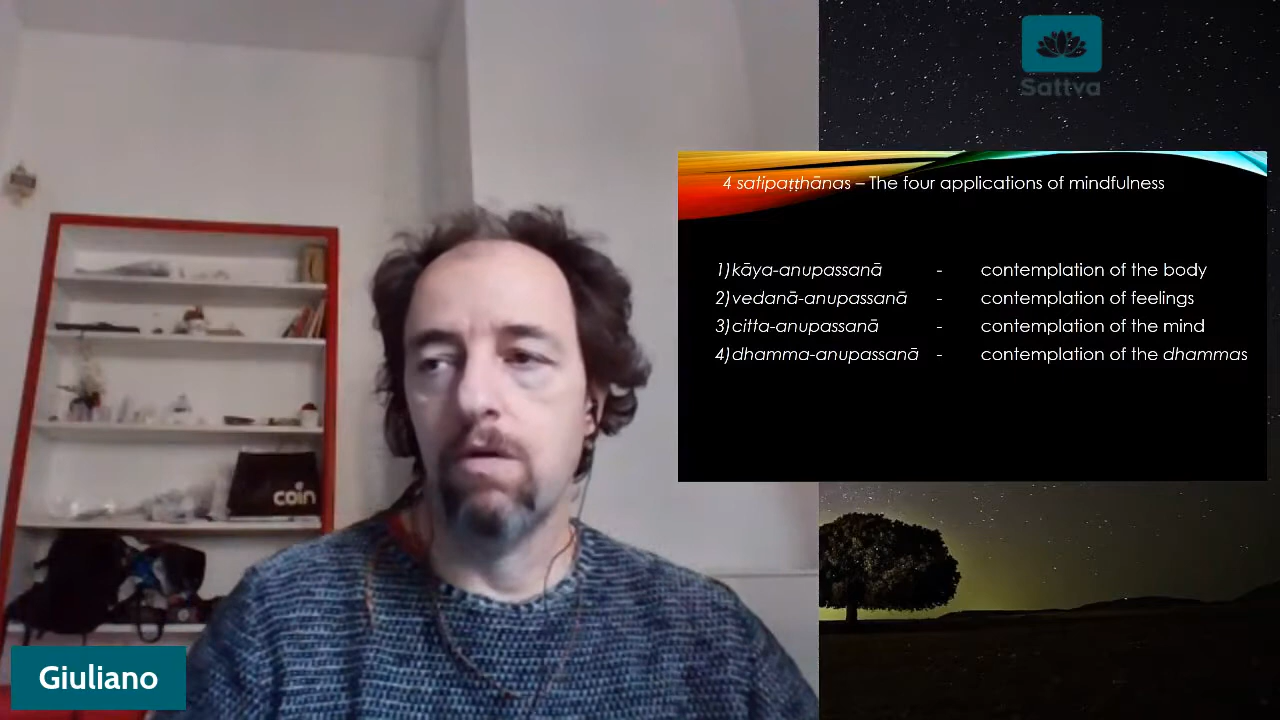 Sattva
4 satipaṭṭhānas – The four applications of mindfulness
1)kāya-anupassanā - contemplation of the body
2)vedanā-anupassanā - contemplation of feelings
3)citta-anupassanā - contemplation of the mind
4)dhamma-anupassanā - contemplation of the dhammas
coin
Giuliano